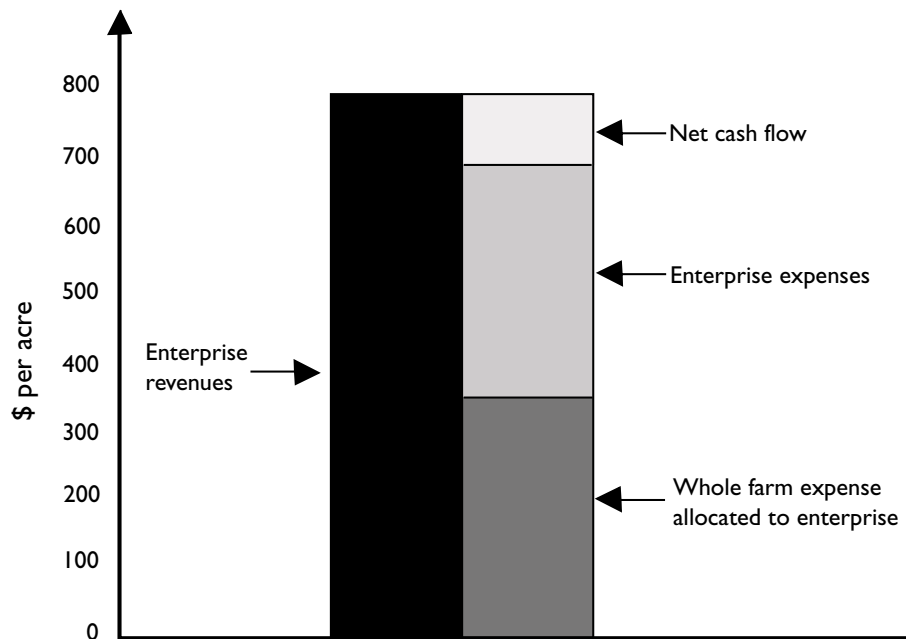 800
Net cash flow
700
600
Enterprise expenses
500
Enterprise
revenues
400
$ per acre
300
Whole farm expense
allocated to enterprise
200
100
0